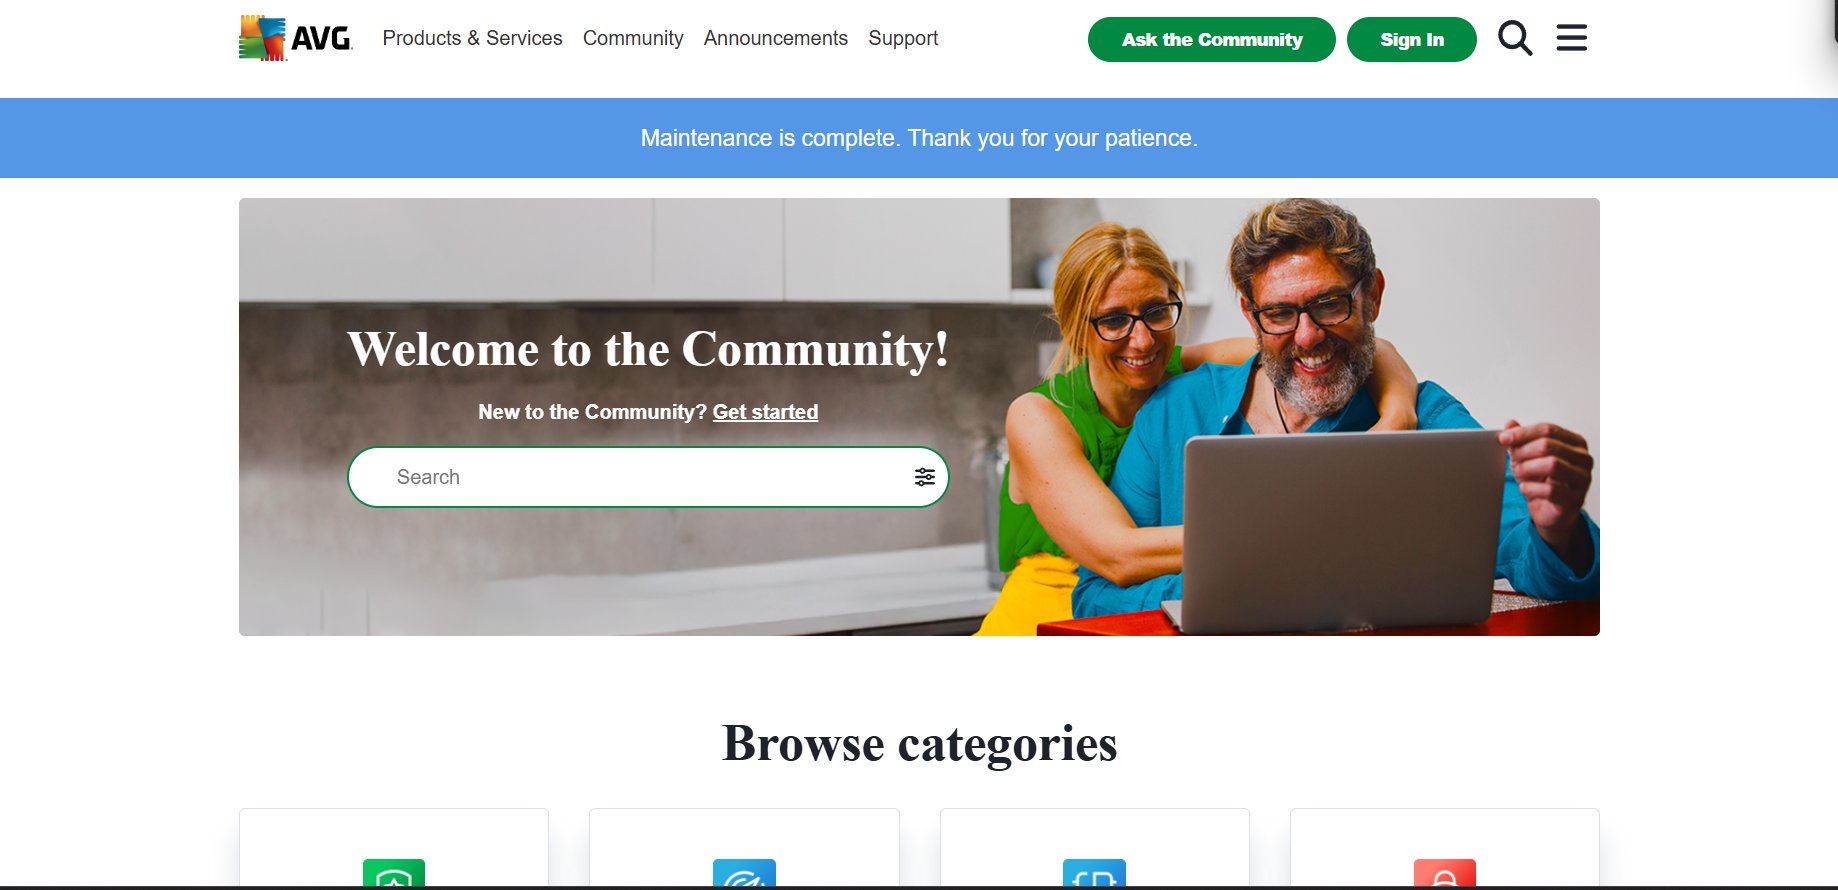 AVG
Products & Services
Community
Announcements
Support
Ask the Community
Sign In
Maintenance is complete. Thank you for your patience.
Welcome to the Community!
New to the Community? Get started
Search
Browse categories